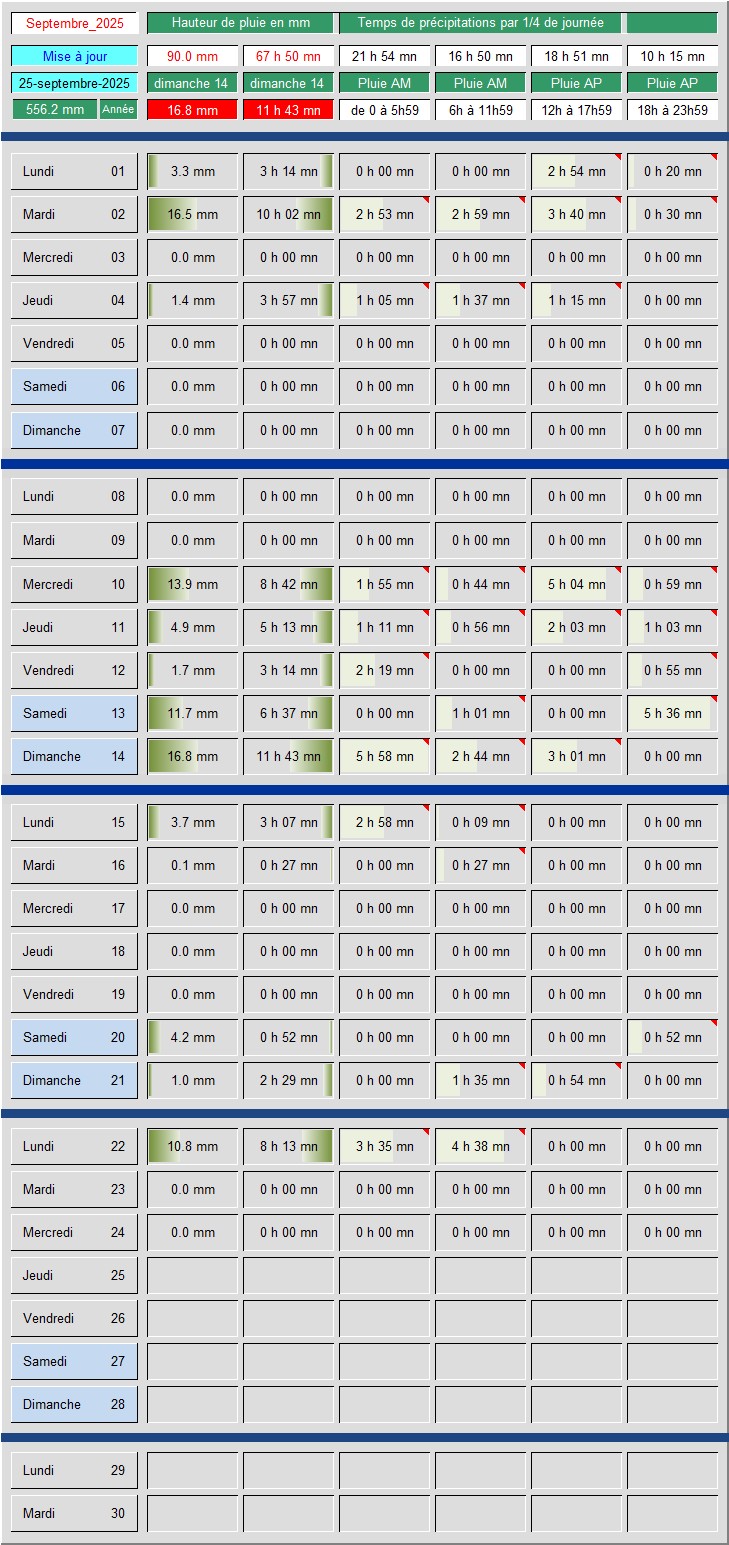 Septembre_2025 Hauteur de pluie en mm Temps de précipitations par 1/4 de journée
Mise à jour 90.0 mm 67 h 50 mn 21 h 54 mn 16 h 50 mn 18 h 51 mn 10 h 15 mn
25-septembre-2025 dimanche 14 dimanche 14 Pluie AM Pluie AM Pluie AP Pluie AP
556.2 mm Année 16.8 mm 11 h 43 mn de 0 à 5h59 6h à 11h59 12h à 17h59 18h à 23h59
Lundi 01 3.3 mm 3 h 14 mn 0 h 00 mn 0 h 00 mn 2 h 54 mn 0 h 20 mn
Mardi 02 16.5 mm 10 h 02 mn 2 h 53 mn 2 h 59 mn 3 h 40 mn 0 h 30 mn
Mercredi 03 0.0 mm 0 h 00 mn 0 h 00 mn 0 h 00 mn 0 h 00 mn 0 h 00 mn
Jeudi 04 1.4 mm 3 h 57 mn 1 h 05 mn 1 h 37 mn 1 h 15 mn 0 h 00 mn
Vendredi 05 0.0 mm 0 h 00 mn 0 h 00 mn 0 h 00 mn 0 h 00 mn 0 h 00 mn
Samedi 06 0.0 mm 0 h 00 mn 0 h 00 mn 0 h 00 mn 0 h 00 mn 0 h 00 mn
Dimanche 07 0.0 mm 0 h 00 mn 0 h 00 mn 0 h 00 mn 0 h 00 mn 0 h 00 mn
Lundi 08 0.0 mm 0 h 00 mn 0 h 00 mn 0 h 00 mn 0 h 00 mn 0 h 00 mn
Mardi 09 0.0 mm 0 h 00 mn 0 h 00 mn 0 h 00 mn 0 h 00 mn 0 h 00 mn
Mercredi 10 13.9 mm 8 h 42 mn 1 h 55 mn 0 h 44 mn 5 h 04 mn 0 h 59 mn
Jeudi 11 4.9 mm 5 h 13 mn 1 h 11 mn 0 h 56 mn 2 h 03 mn 1 h 03 mn
Vendredi 12 1.7 mm 3 h 14 mn 2 h 19 mn 0 h 00 mn 0 h 00 mn 0 h 55 mn
Samedi 13 11.7 mm 6 h 37 mn 0 h 00 mn 1 h 01 mn 0 h 00 mn 5 h 36 mn
Dimanche 14 16.8 mm 11 h 43 mn 5 h 58 mn 2 h 44 mn 3 h 01 mn 0 h 00 mn
Lundi 15 3.7 mm 3 h 07 mn 2 h 58 mn 0 h 09 mn 0 h 00 mn 0 h 00 mn
Mardi 16 0.1 mm 0 h 27 mn 0 h 00 mn 0 h 27 mn 0 h 00 mn 0 h 00 mn
Mercredi 17 0.0 mm 0 h 00 mn 0 h 00 mn 0 h 00 mn 0 h 00 mn 0 h 00 mn
Jeudi 18 0.0 mm 0 h 00 mn 0 h 00 mn 0 h 00 mn 0 h 00 mn 0 h 00 mn
Vendredi 19 0.0 mm 0 h 00 mn 0 h 00 mn 0 h 00 mn 0 h 00 mn 0 h 00 mn
Samedi 20 4.2 mm 0 h 52 mn 0 h 00 mn 0 h 00 mn 0 h 00 mn 0 h 52 mn
Dimanche 21 1.0 mm 2 h 29 mn 0 h 00 mn 1 h 35 mn 0 h 54 mn 0 h 00 mn
Lundi 22 10.8 mm 8 h 13 mn 3 h 35 mn 4 h 38 mn 0 h 00 mn 0 h 00 mn
Mardi 23 0.0 mm 0 h 00 mn 0 h 00 mn 0 h 00 mn 0 h 00 mn 0 h 00 mn
Mercredi 24 0.0 mm 0 h 00 mn 0 h 00 mn 0 h 00 mn 0 h 00 mn 0 h 00 mn
Jeudi 25
Vendredi 26
Samedi 27
Dimanche 28
Lundi 29
Mardi 30